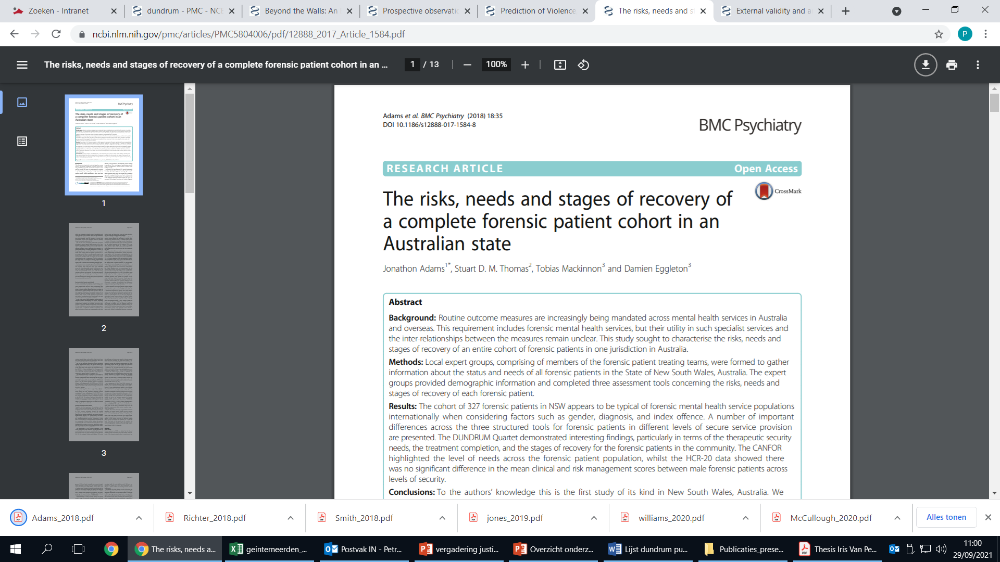 Zoeken - Intranet
dundrum - PMC - NCB
Beyond the Walls: An
Prospective observatio
Prediction of Violence
The risks, needs and st
External validity and a
ncbi.nlm.nih.gov/pmc/articles/PMC5804006/pdf/12888_2017_Article_1584.pdf
P
The risks, needs and stages of recovery of a complete forensic patient cohort in an ...
1 / 13
100%
1
2
3
Adams et al. BMC Psychiatry (2018) 18:35
DOI 10.1186/s12888-017-1584-8
BMC Psychiatry
RESEARCH ARTICLE
Open Access
CrossMark
The risks, needs and stages of recovery of
a complete forensic patient cohort in an
Australian state
Jonathon Adams1*, Stuart D. M. Thomas2, Tobias Mackinnon3 and Damien Eggleton3
Abstract
Background: Routine outcome measures are increasingly being mandated across mental health services in Australia
and overseas. This requirement includes forensic mental health services, but their utility in such specialist services and
the inter-relationships between the measures remain unclear. This study sought to characterise the risks, needs and
stages of recovery of an entire cohort of forensic patients in one jurisdiction in Australia.
Methods: Local expert groups, comprising of members of the forensic patient treating teams, were formed to gather
information about the status and needs of all forensic patients in the State of New South Wales, Australia. The expert
groups provided demographic information and completed three assessment tools concerning the risks, needs and
stages of recovery of each forensic patient.
Results: The cohort of 327 forensic patients in NSW appears to be typical of forensic mental health service populations
internationally when considering factors such as gender, diagnosis, and index offence. A number of important
differences across the three structured tools for forensic patients in different levels of secure service provision
are presented. The DUNDRUM Quartet demonstrated interesting findings, particularly in terms of the therapeutic security
needs, the treatment completion, and the stages of recovery for the forensic patients in the community. The CANFOR
highlighted the level of needs across the forensic patient population, whilst the HCR-20 data showed there
was no significant difference in the mean clinical and risk management scores between male forensic patients across
levels of security.
Conclusions: To the authors' knowledge this is the first study of its kind in New South Wales, Australia. We
Adams_2018.pdf
Richter_2018.pdf
Smith_2018.pdf
jones_2019.pdf
williams_2020.pdf
McCullough_2020.pdf
Alles tonen
The risks, needs a...
geinterneerden_...
Postvak IN - Petr...
vergadering justi...
Overzicht onderz...
Lijst dundrum pu...
Publicaties_prese...
Thesis Iris Van Pe...
11:00
29/09/2021